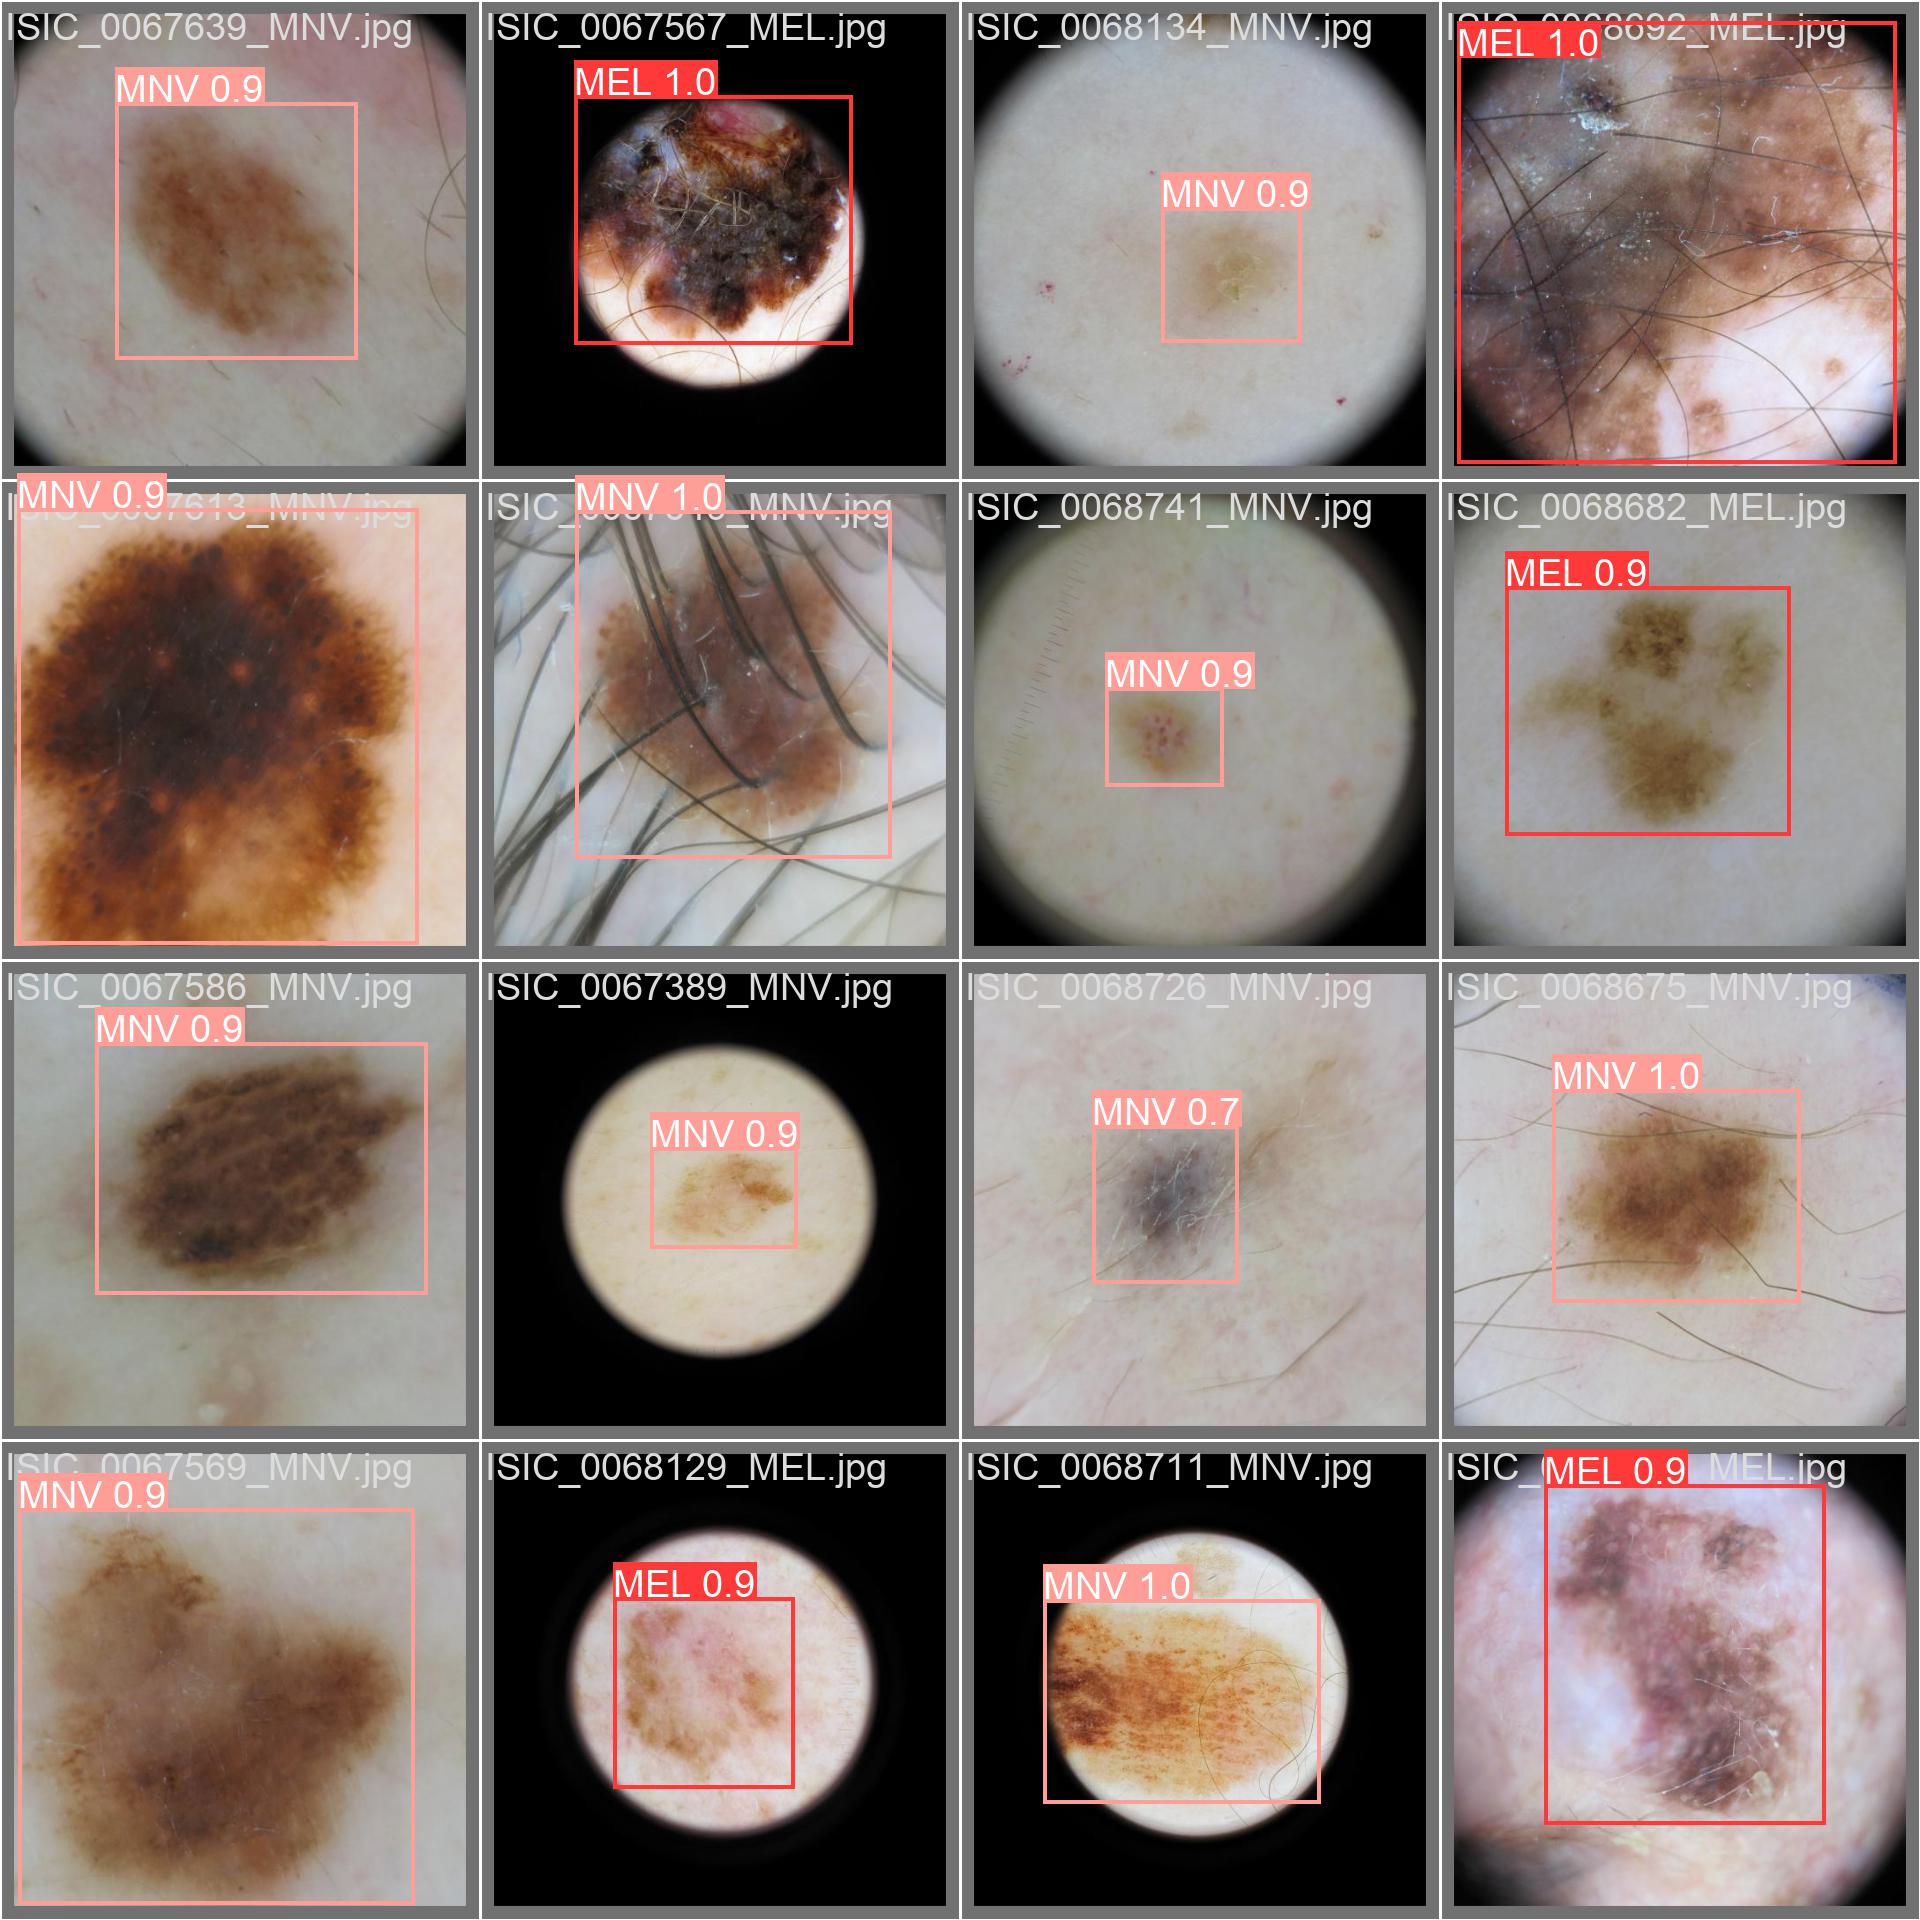 ISIC_0067639_MNV.jpg
MNV 0.9
ISIC_0067567_MEL.jpg
MEL 1.0
ISIC_0068134_MNV.jpg
MNV 0.9
MEL 1.0
MNV 0.9
MNV 1.0
ISIC_0068741_MNV.jpg
MNV 0.9
ISIC_0068682_MEL.jpg
MEL 0.9
ISIC_0067586_MNV.jpg
MNV 0.9
ISIC_0067389_MNV.jpg
MNV 0.9
ISIC_0068726_MNV.jpg
MNV 0.7
ISIC_0068675_MNV.jpg
MNV 1.0
ISIC_0067569_MNV.jpg
MNV 0.9
ISIC_0068129_MEL.jpg
MEL 0.9
ISIC_0068711_MNV.jpg
MNV 1.0
MEL.jpg
MEL 0.9